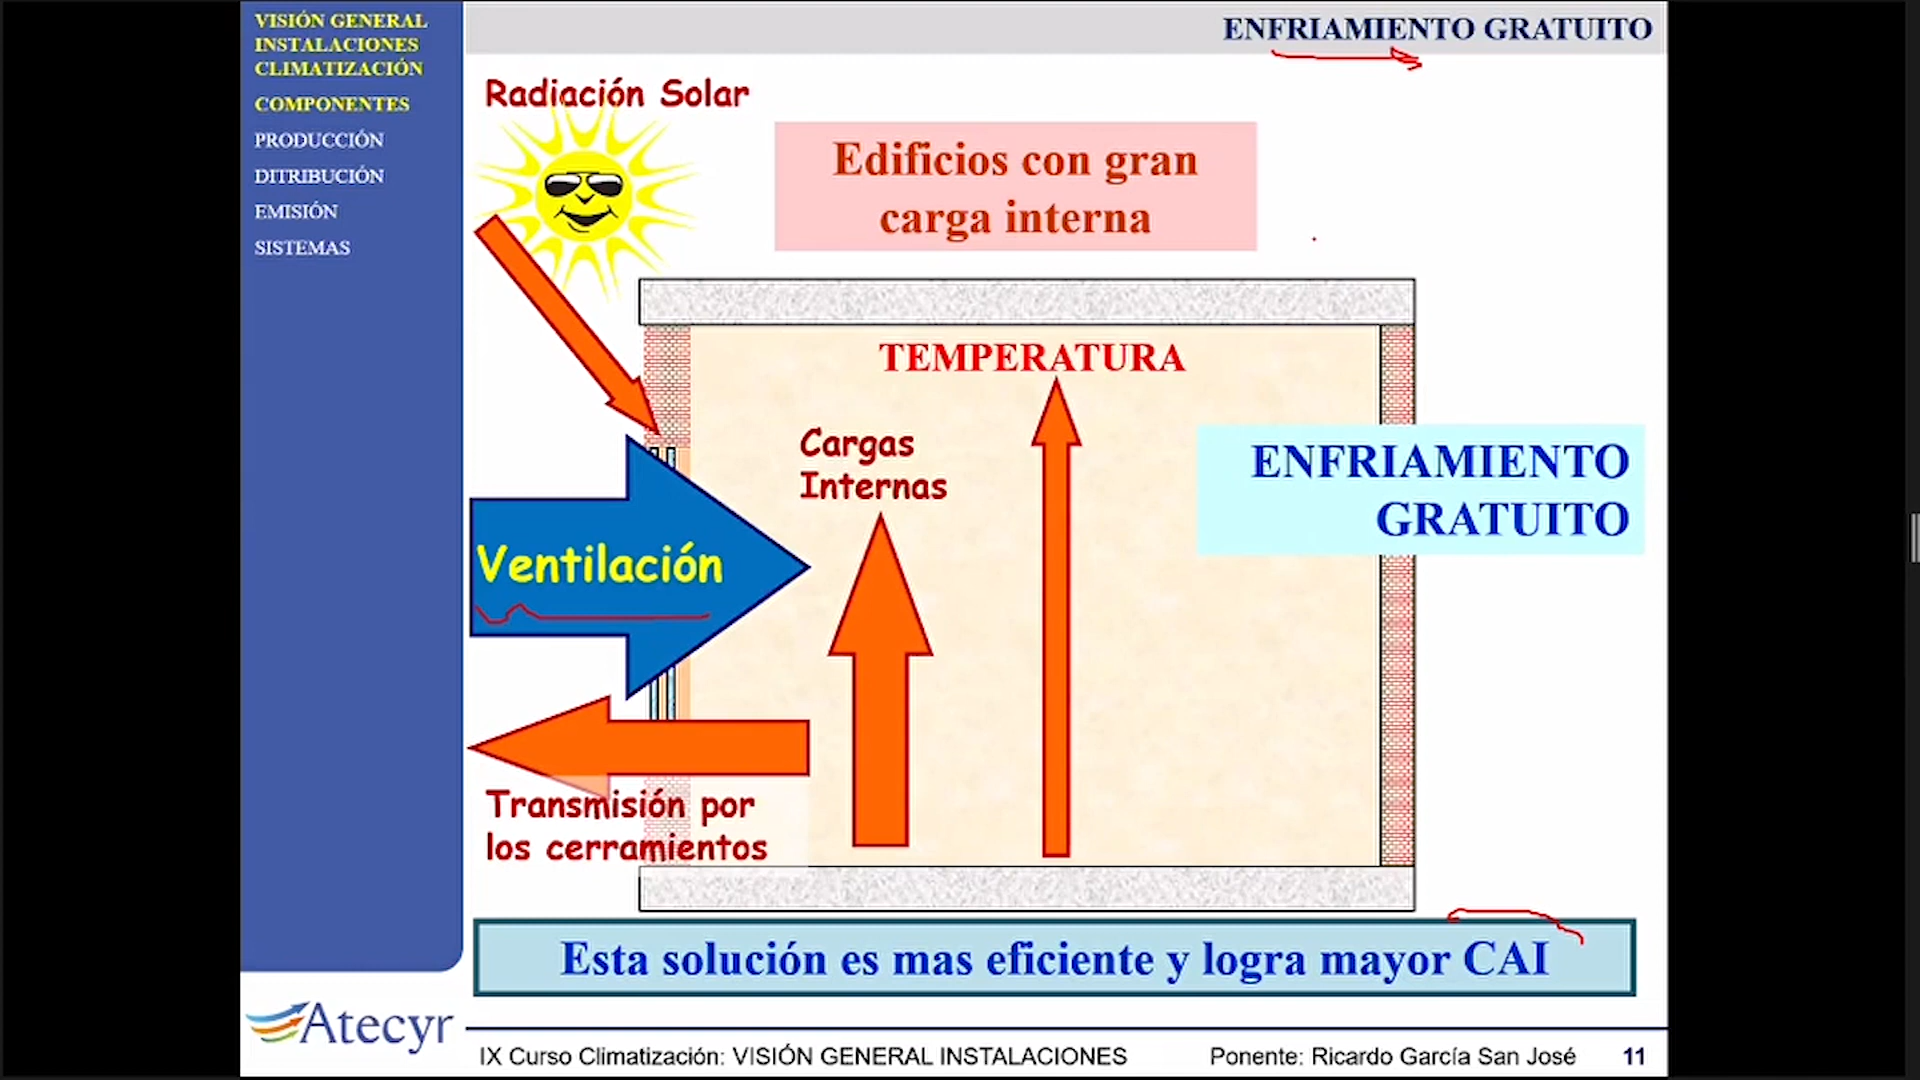 VISIÓN GENERAL
INSTALACIONES
CLIMATIZACIÓN
COMPONENTES
PRODUCCIÓN
DITRIBUCIÓN
EMISIÓN
SISTEMAS
ENFRIAMIENTO GRATUITO
Radiación Solar
Edificios con gran
carga interna
TEMPERATURA
Cargas
Internas
ENFRIAMIENTO
GRATUITO
Ventilación
Transmisión por
los cerramientos
Esta solución es mas eficiente y logra mayor CAI
Atecyr
IX Curso Climatización: VISIÓN GENERAL INSTALACIONES
Ponente: Ricardo García San José
11